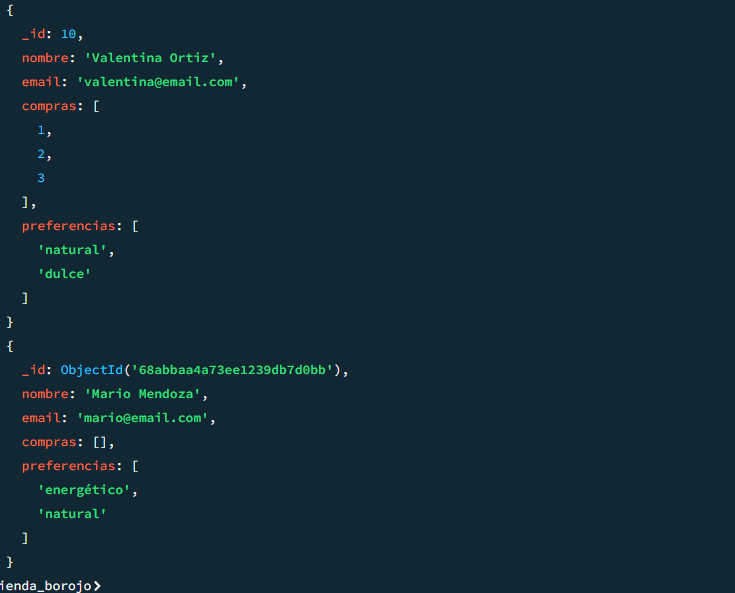 {
  _id: 10,
  nombre: 'Valentina Ortiz',
  email: 'valentina@email.com',
  compras: [
    1,
    2,
    3
  ],
  preferencias: [
    'natural',
    'dulce'
  ]
}
{
  _id: ObjectId('68abbaa4a73ee1239db7d0bb'),
  nombre: 'Mario Mendoza',
  email: 'mario@email.com',
  compras: [],
  preferencias: [
    'energético',
    'natural'
  ]
}
ienda_borojo❯